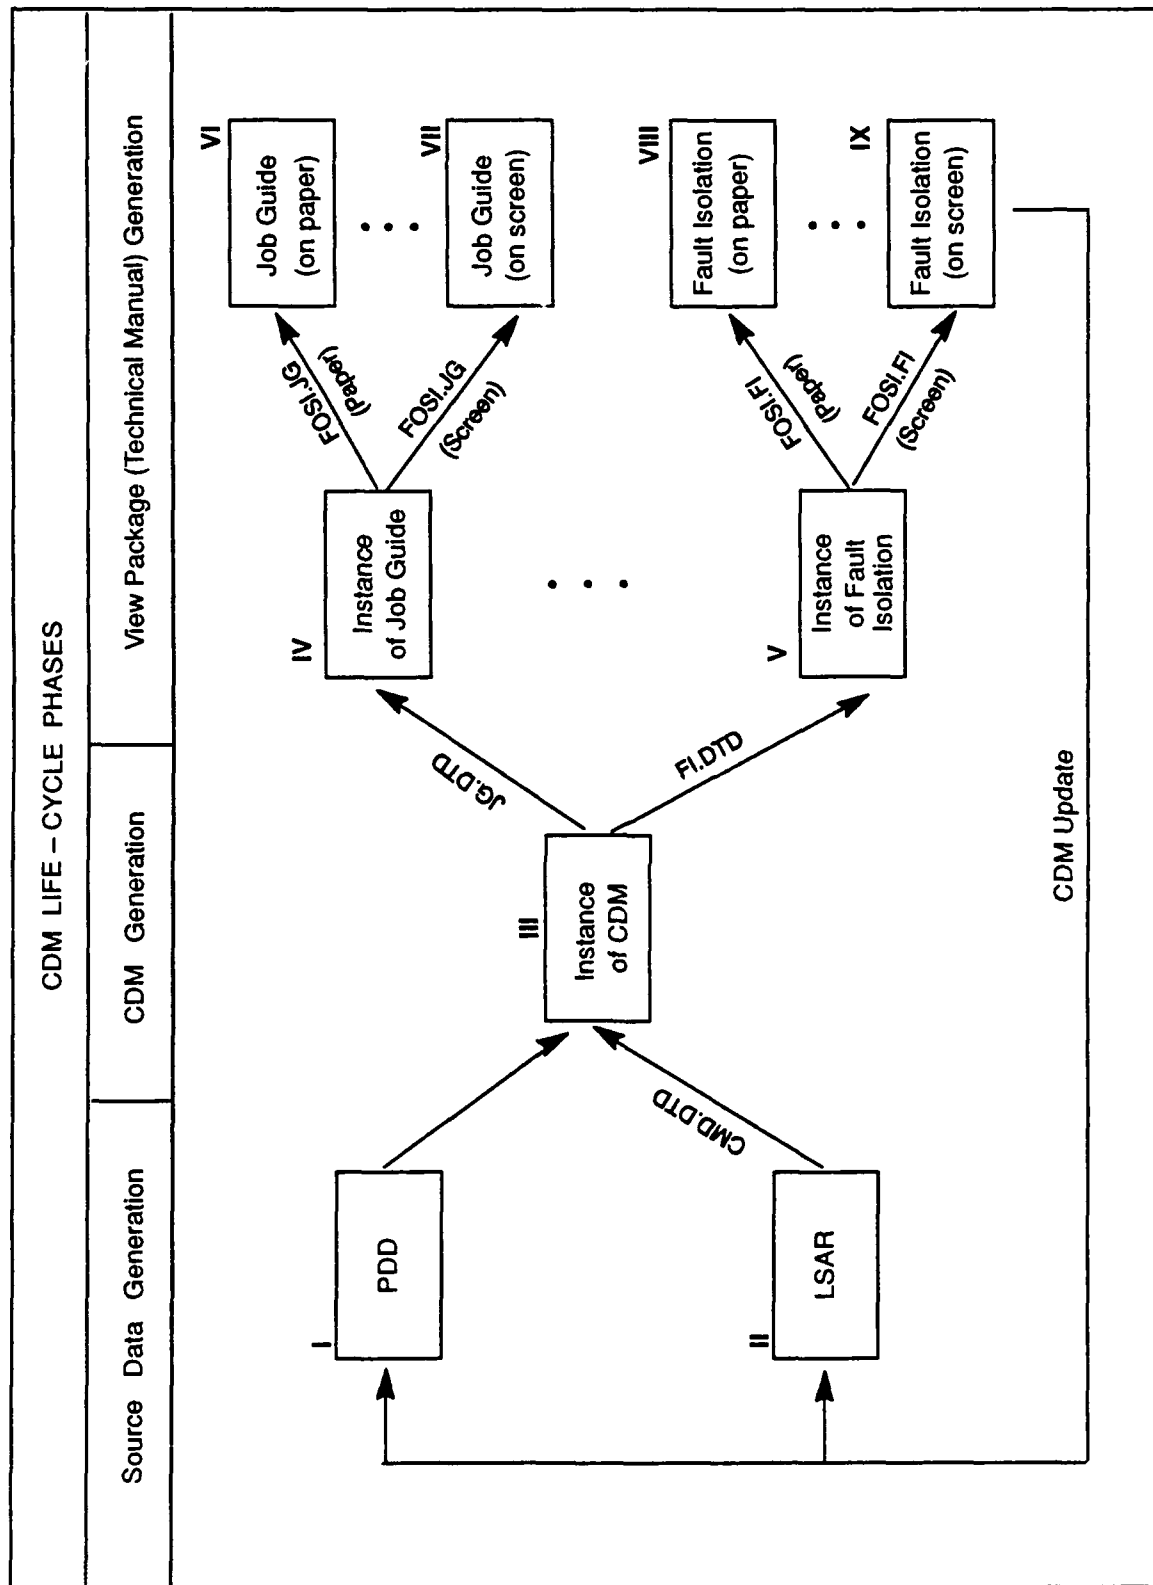 CDM LIFE – CYCLE PHASES
Source Data Generation
CDM Generation
View Package (Technical Manual) Generation
I
PDD
II
LSAR
CMD.DTD
III
Instance
of CDM
JG.DTD
FI.DTD
IV
Instance
of Job Guide
V
Instance
of Fault
Isolation
FOSI.JG
(Paper)
FOSI.JG
(Screen)
FOSI.FI
(Paper)
FOSI.FI
(Screen)
VI
Job Guide
(on paper)
VII
Job Guide
(on screen)
VIII
Fault Isolation
(on paper)
IX
Fault Isolation
(on screen)
CDM Update